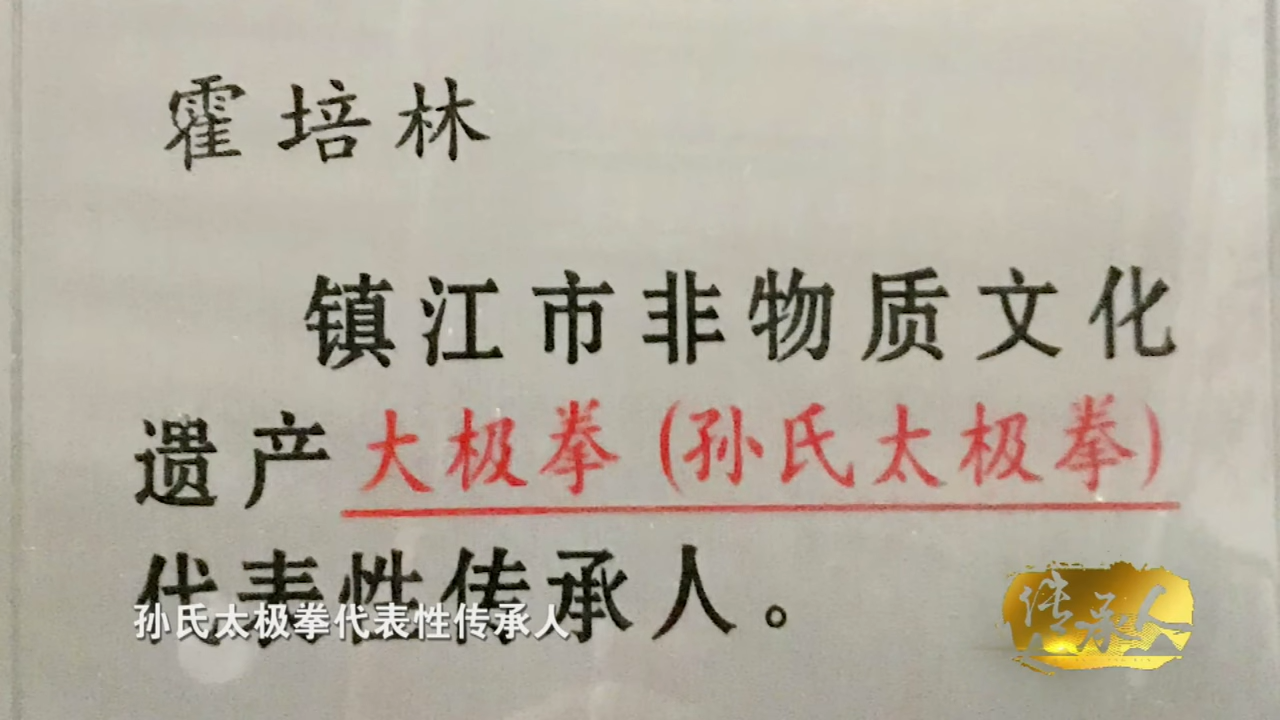 霍培林
镇江市非物质文化
遗产大极拳(孙氏太极拳)
代表性传承人。
孙氏太极拳代表性传承人
传承人